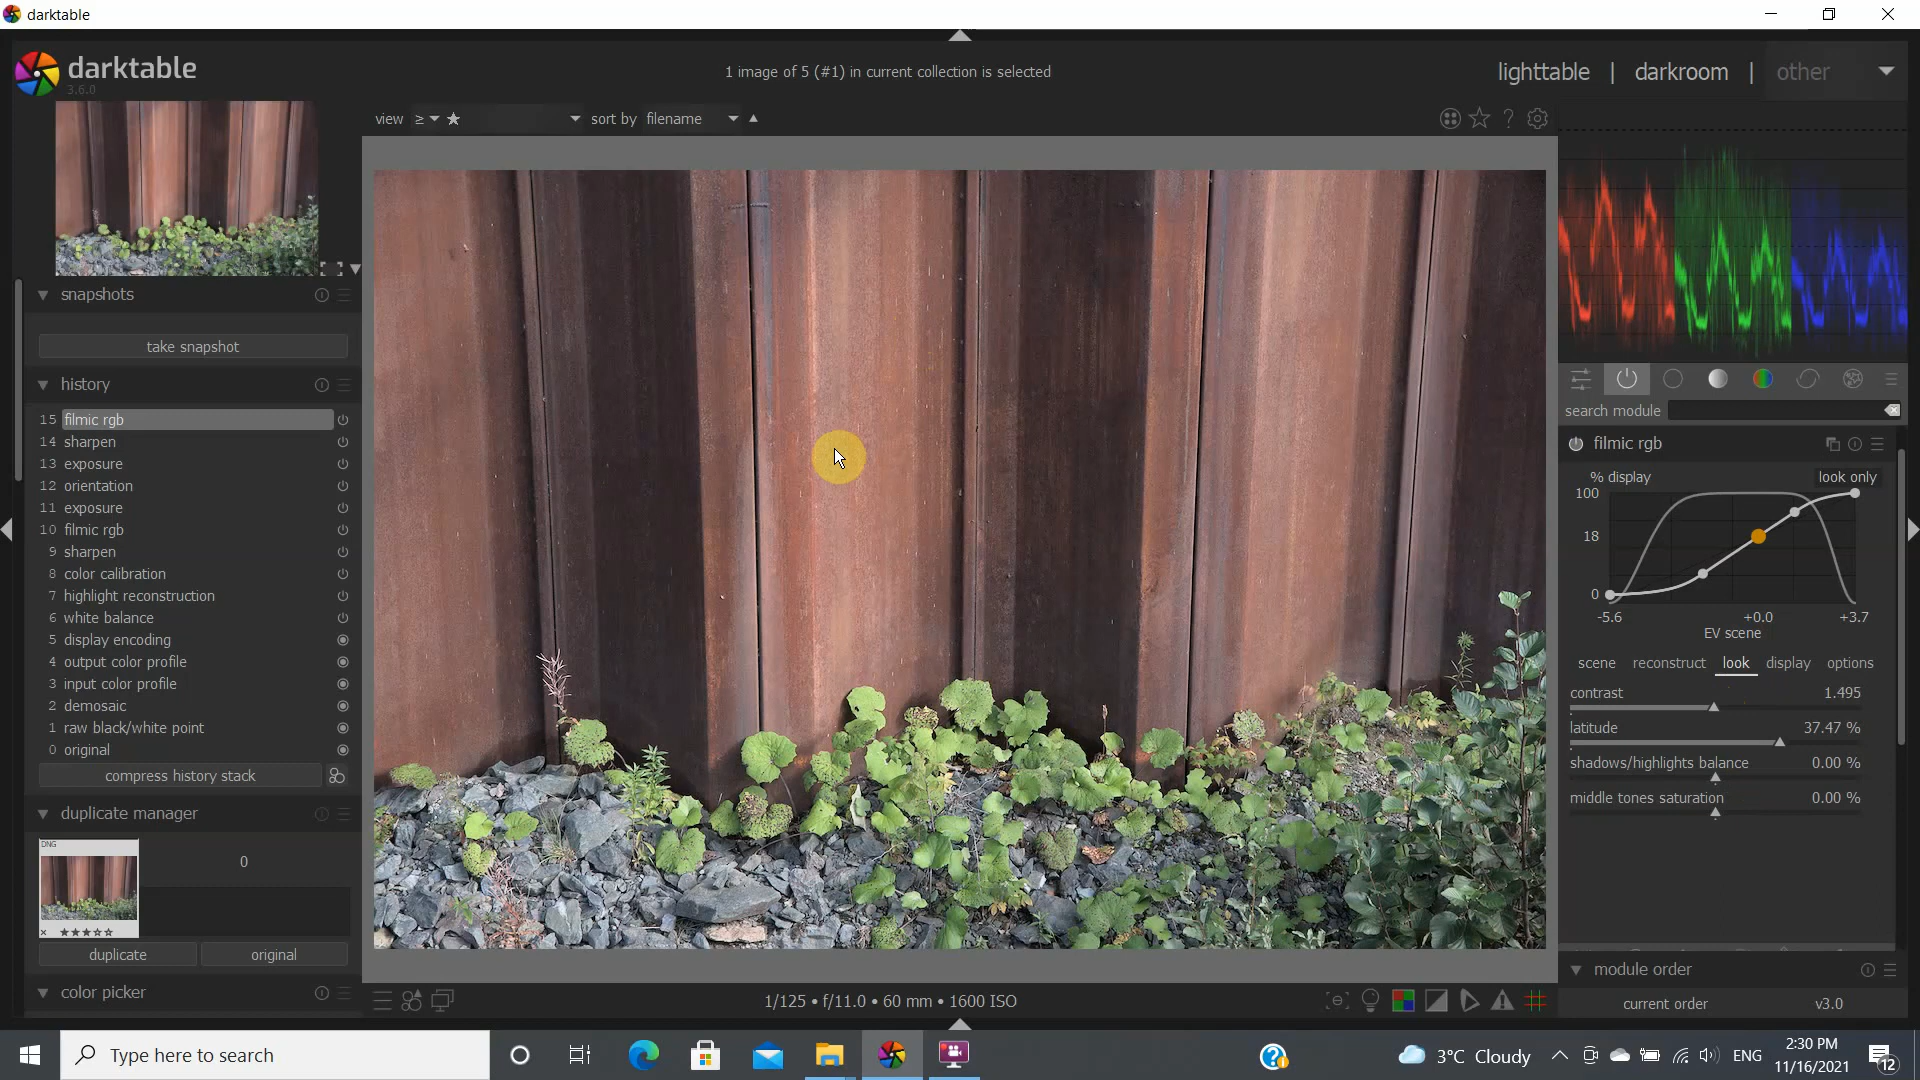 darktable
darktable
3.6.0
1 image of 5 (#1) in current collection is selected
lighttable | darkroom | other
view ≥ ★ sort by filename
snapshots
take snapshot
history
15 filmic rgb
14 sharpen
13 exposure
12 orientation
11 exposure
10 filmic rgb
9 sharpen
8 color calibration
7 highlight reconstruction
6 white balance
5 display encoding
4 output color profile
3 input color profile
2 demosaic
1 raw black/white point
0 original
compress history stack
duplicate manager
DNG
0
× ★★★☆☆
duplicate original
color picker
1/125 • f/11.0 • 60 mm • 1600 ISO
search module
filmic rgb
% display look only
100
18
0
-5.6 +0.0 +3.7
EV scene
scene reconstruct look display options
contrast 1.495
latitude 37.47 %
shadows/highlights balance 0.00 %
middle tones saturation 0.00 %
module order
current order v3.0
Type here to search
3°C Cloudy
ENG
2:30 PM
11/16/2021
12